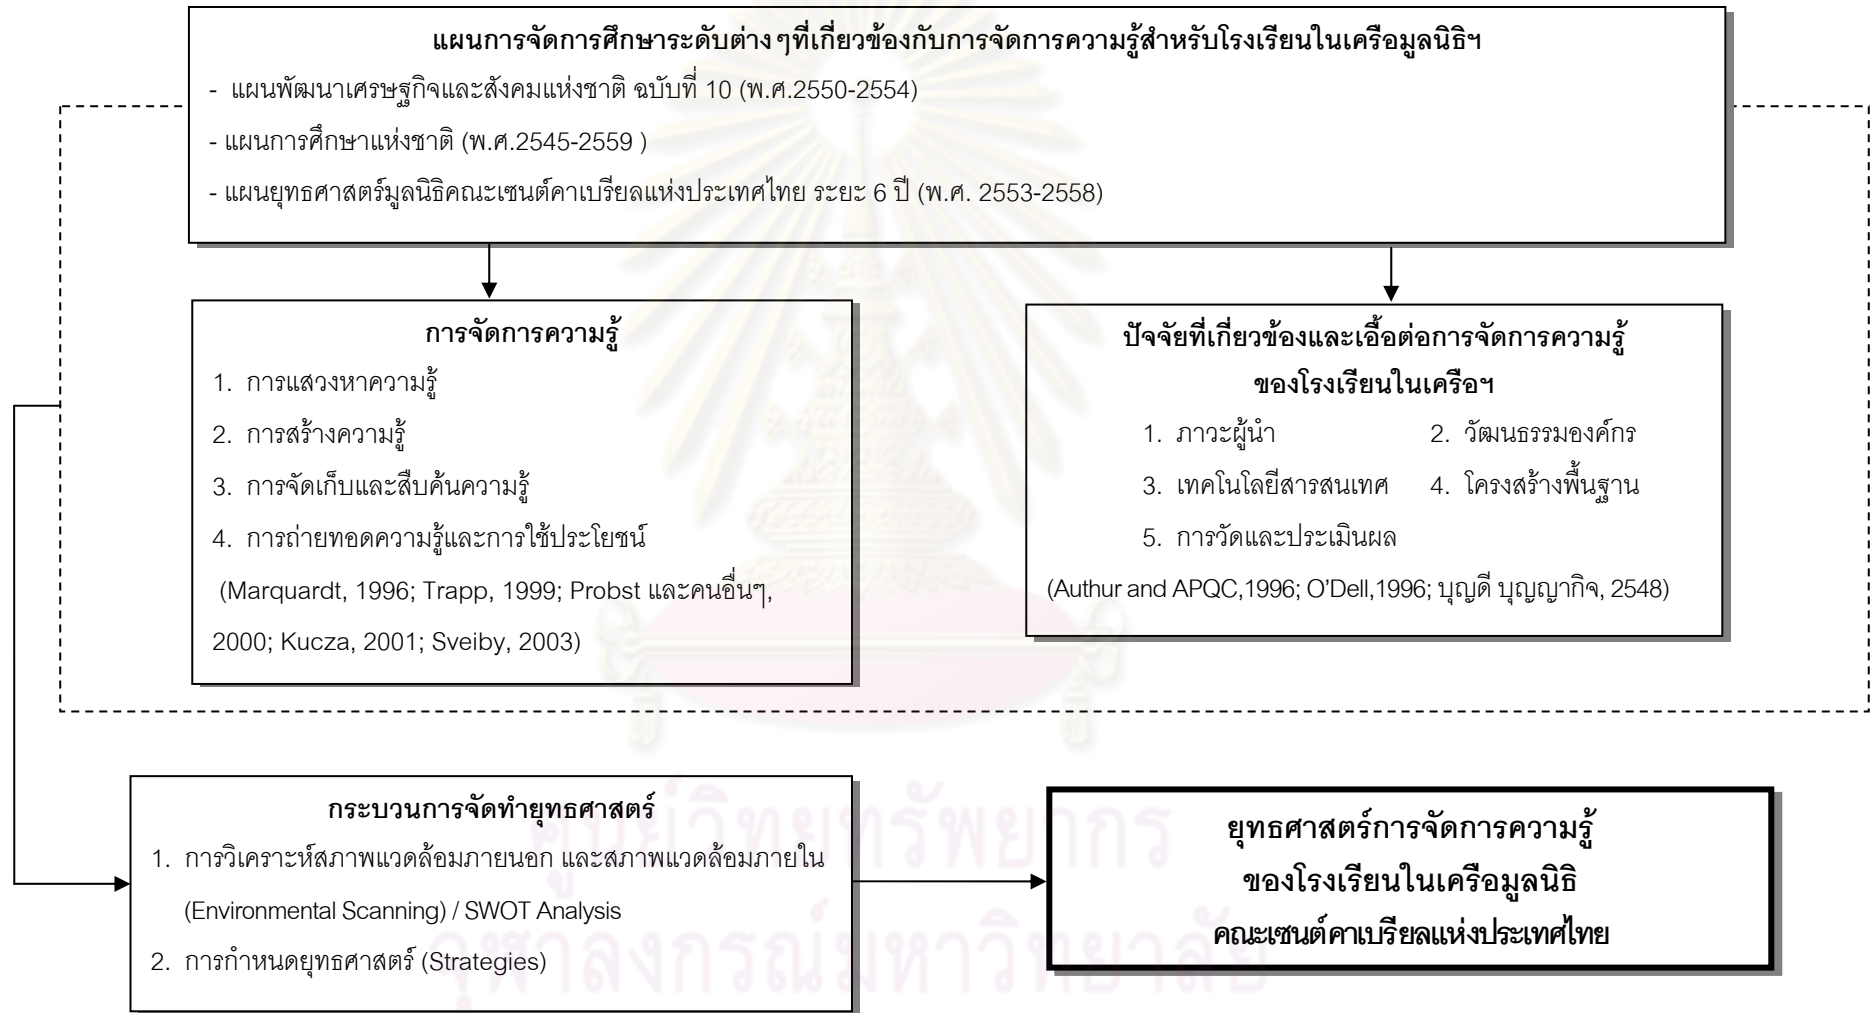 แผนการจัดการศึกษาระดับต่าง ๆที่เกี่ยวข้องกับการจัดการความรู้สำหรับโรงเรียนในเครือมูลนิธิฯ
- แผนพัฒนาเศรษฐกิจและสังคมแห่งชาติ ฉบับที่ 10 (พ.ศ.2550-2554)
- แผนการศึกษาแห่งชาติ (พ.ศ.2545-2559 )
- แผนยุทธศาสตร์มูลนิธิคณะเซนต์คาเบรียลแห่งประเทศไทย ระยะ 6 ปี (พ.ศ. 2553-2558)
การจัดการความรู้
1. การแสวงหาความรู้
2. การสร้างความรู้
3. การจัดเก็บและสืบค้นความรู้
4. การถ่ายทอดความรู้และการใช้ประโยชน์
(Marquardt, 1996; Trapp, 1999; Probst และคนอื่นๆ,
2000; Kucza, 2001; Sveiby, 2003)
ปัจจัยที่เกี่ยวข้องและเอื้อต่อการจัดการความรู้
ของโรงเรียนในเครือฯ
1. ภาวะผู้นำ 2. วัฒนธรรมองค์กร
3. เทคโนโลยีสารสนเทศ 4. โครงสร้างพื้นฐาน
5. การวัดและประเมินผล
(Authur and APQC,1996; O’Dell,1996; บุญดี บุญญากิจ, 2548)
กระบวนการจัดทำยุทธศาสตร์
1. การวิเคราะห์สภาพแวดล้อมภายนอก และสภาพแวดล้อมภายใน
(Environmental Scanning) / SWOT Analysis
2. การกำหนดยุทธศาสตร์ (Strategies)
ยุทธศาสตร์การจัดการความรู้
ของโรงเรียนในเครือมูลนิธิ
คณะเซนต์คาเบรียลแห่งประเทศไทย
ศูนย์วิทยทรัพยากร
จุฬาลงกรณ์มหาวิทยาลัย